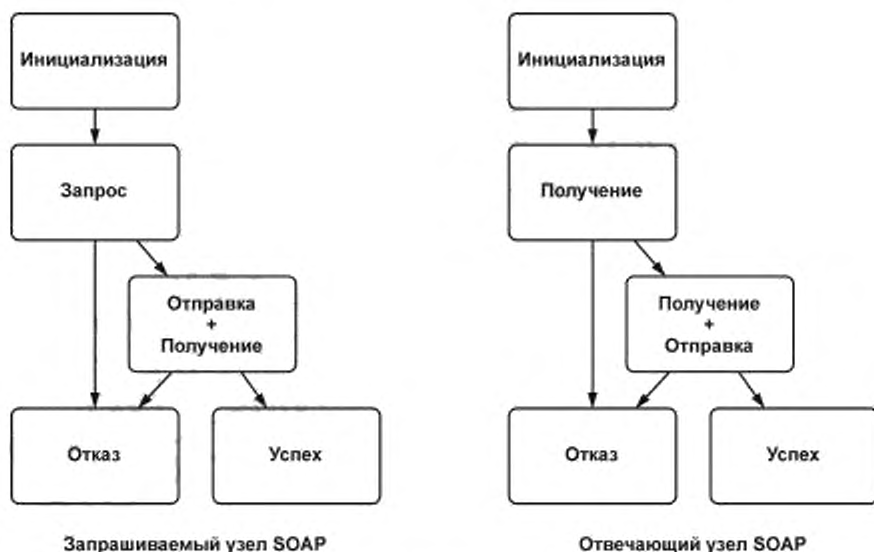 Инициализация
Запрос
Отправка
+
Получение
Отказ
Успех
Запрашиваемый узел SOAP
Инициализация
Получение
Получение
+
Отправка
Отказ
Успех
Отвечающий узел SOAP